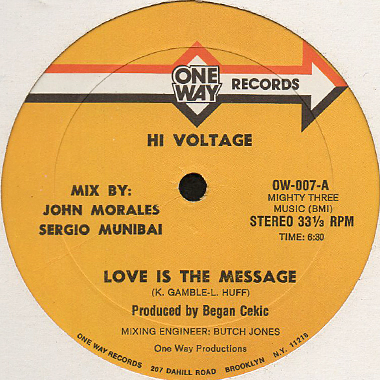 ONE WAY RECORDS
HI VOLTAGE
MIX BY:
JOHN MORALES
SERGIO MUNIBAI
OW-007-A
MIGHTY THREE
MUSIC (BMI)
STEREO 33⅓ RPM
TIME: 6:30
LOVE IS THE MESSAGE
(K. GAMBLE-L. HUFF)
Produced by Began Cekic
MIXING ENGINEER: BUTCH JONES
One Way Productions
ONE WAY RECORDS 207 DAHILL ROAD BROOKLYN N.Y. 11218